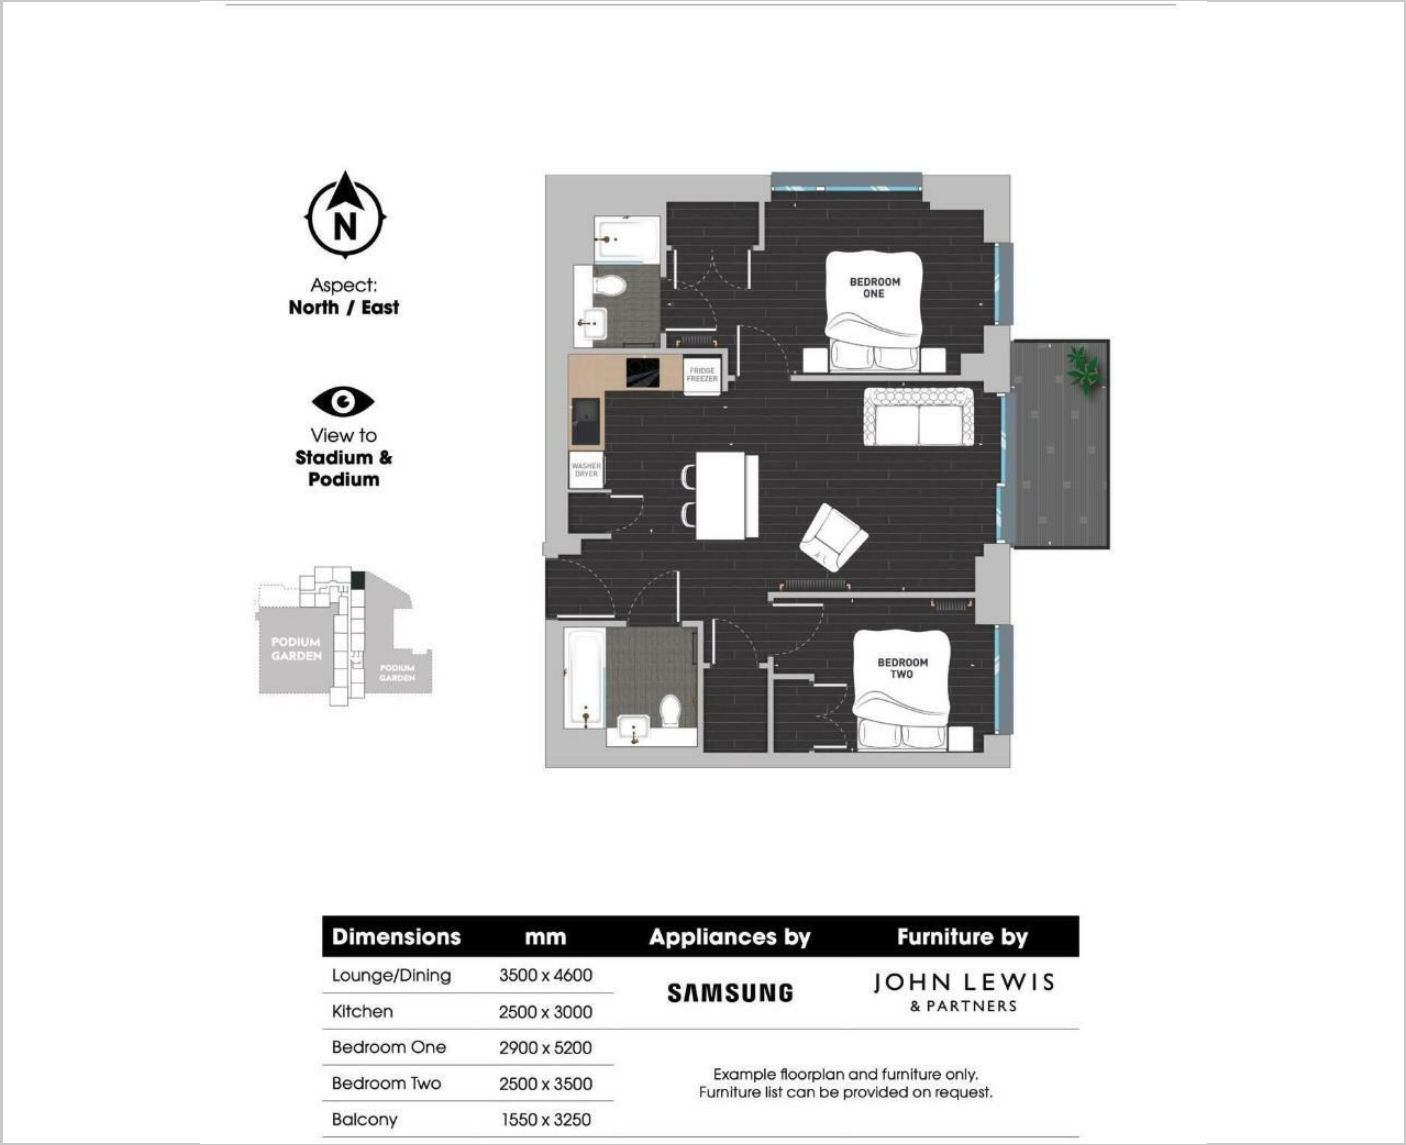 N
Aspect:
North / East
View to
Stadium &
Podium
PODIUM
GARDEN
PODIUM
GARDEN
BEDROOM
ONE
FRIDGE
FREEZER
WASHER
DRYER
BEDROOM
TWO
Dimensions mm Appliances by Furniture by
Lounge/Dining 3500 x 4600
Kitchen 2500 x 3000
Bedroom One 2900 x 5200
Bedroom Two 2500 x 3500
Balcony 1550 x 3250
SAMSUNG
JOHN LEWIS
& PARTNERS
Example floorplan and furniture only.
Furniture list can be provided on request.